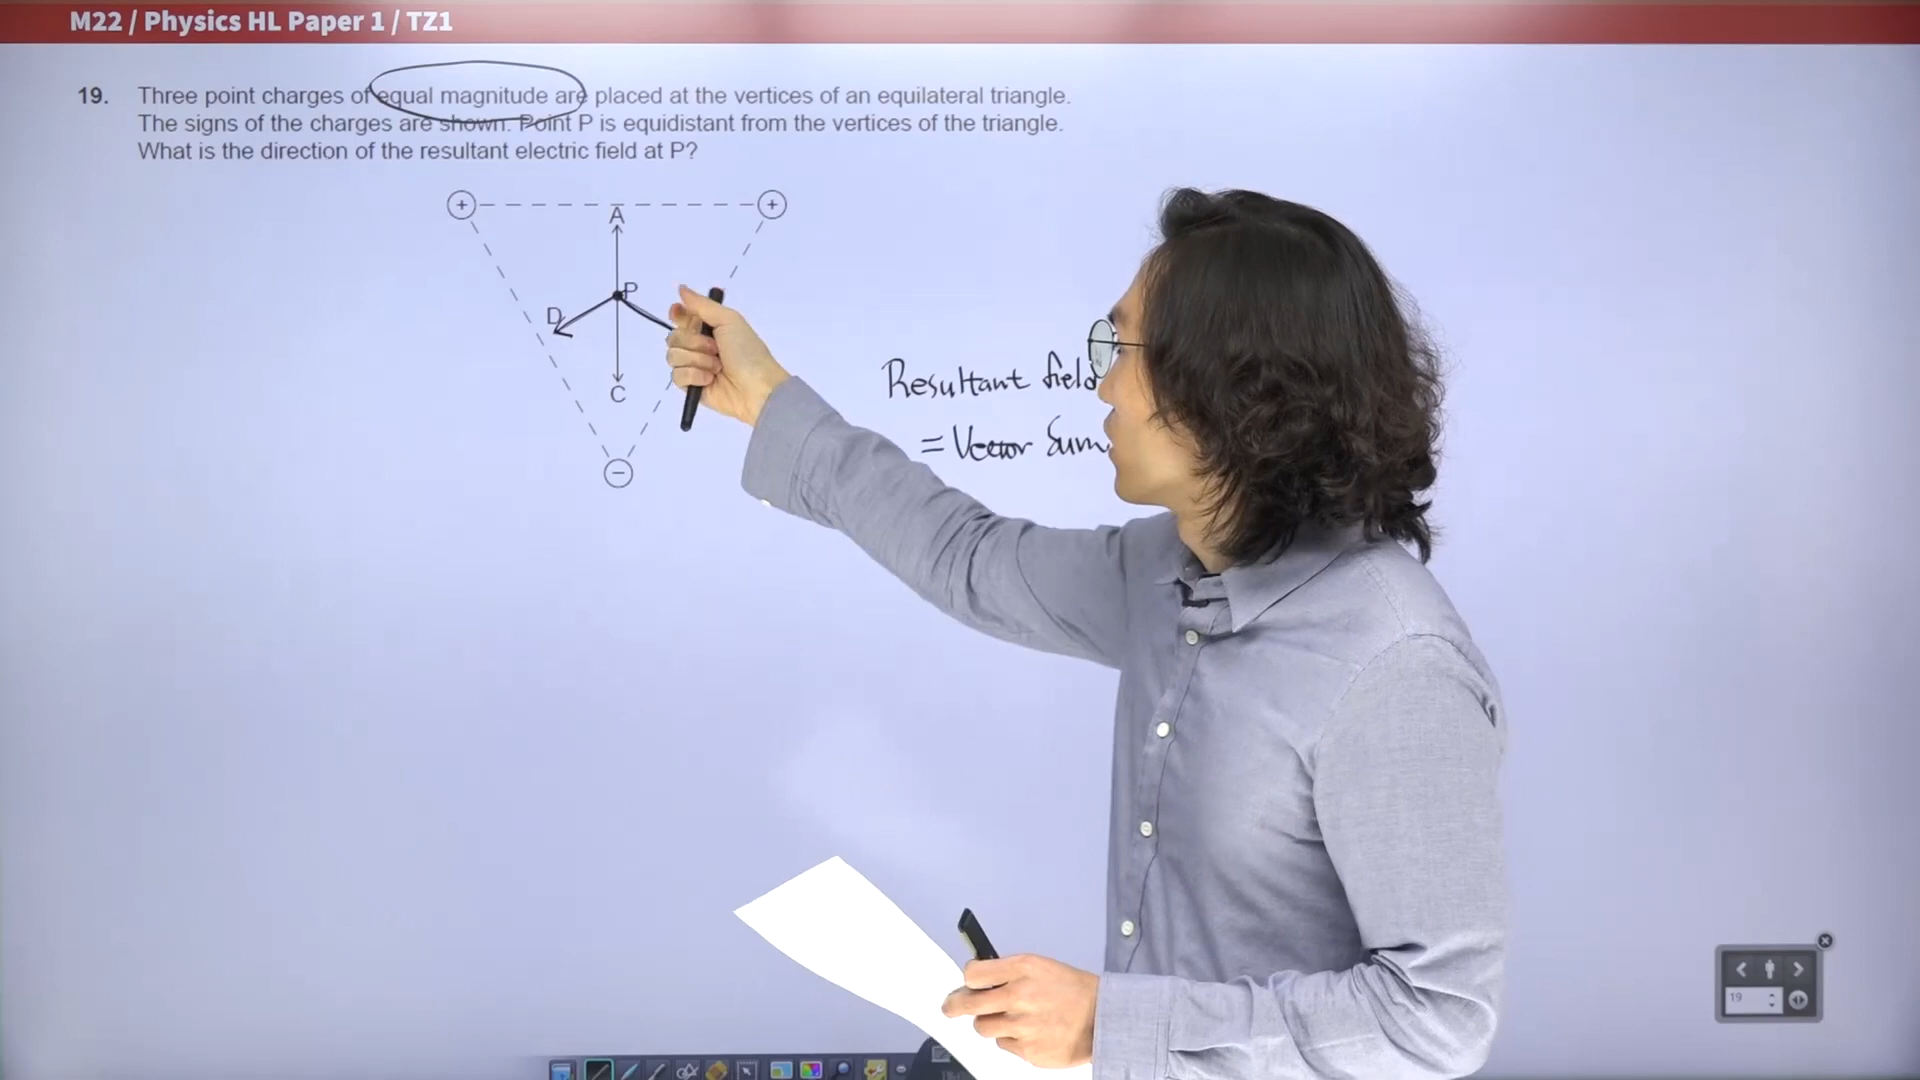 M22 / Physics HL Paper 1 / TZ1
19. Three point charges of equal magnitude are placed at the vertices of an equilateral triangle.
The signs of the charges are shown. Point P is equidistant from the vertices of the triangle.
What is the direction of the resultant electric field at P?
+ +
A
P
D
C
−
Resultant field
= Vector Sum
19